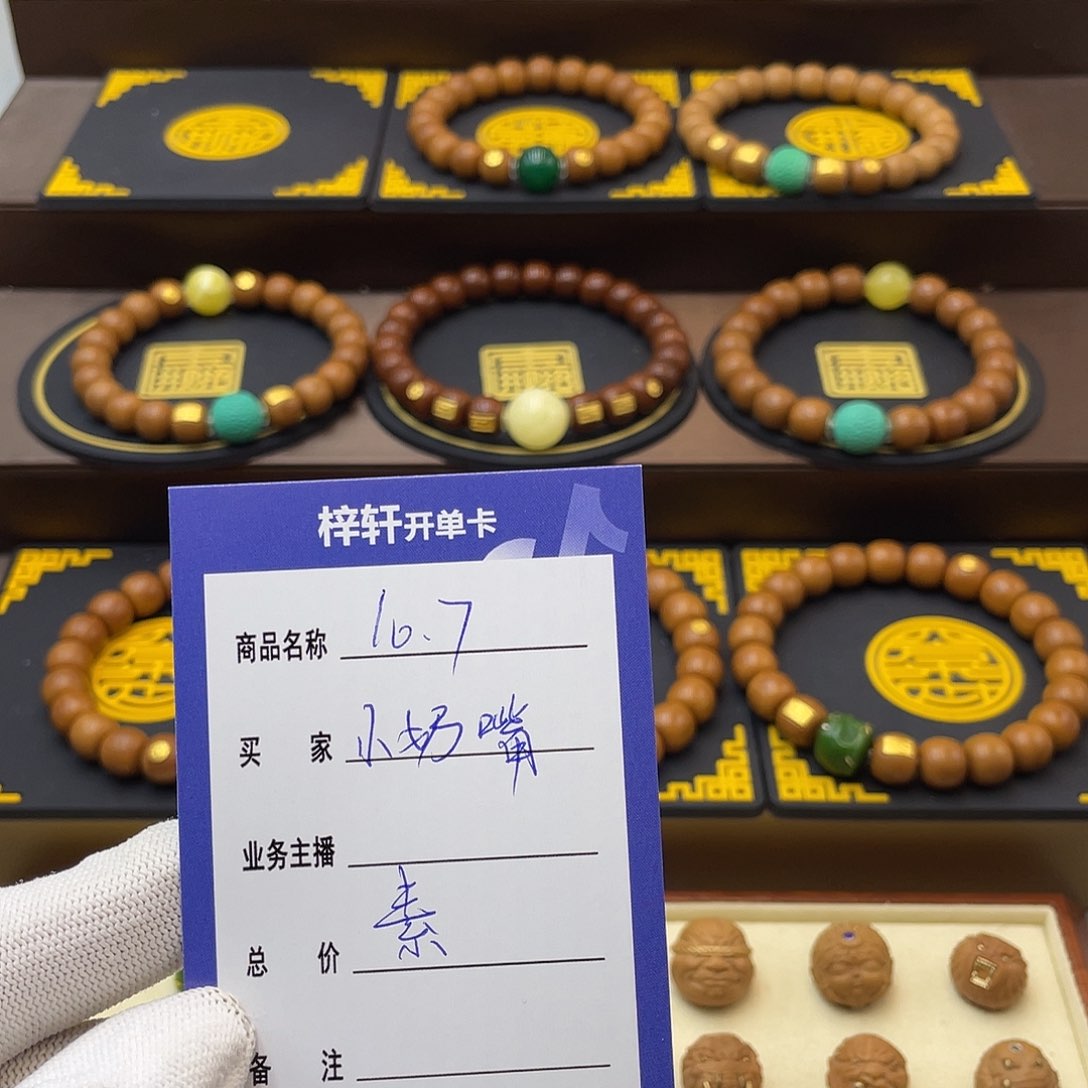 梓轩开单卡
商品名称 10.7
买家 小奶嘴
业务主播
总价 素
备注